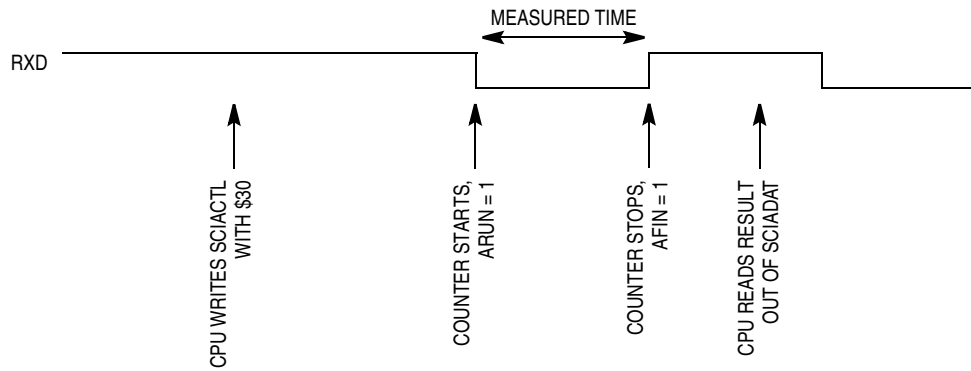 MEASURED TIME
RXD
CPU WRITES SCIACTL
WITH $30
COUNTER STARTS,
ARUN = 1
COUNTER STOPS,
AFIN = 1
CPU READS RESULT
OUT OF SCIADAT